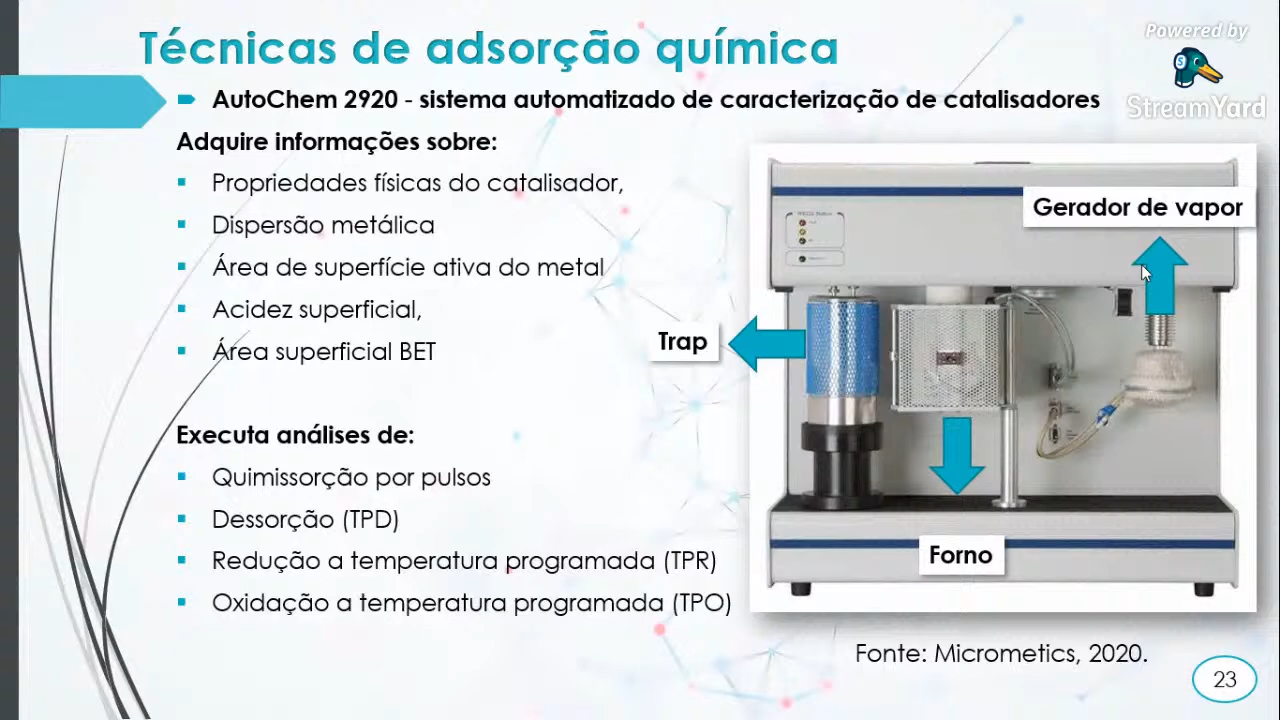 Técnicas de adsorção química
Powered by
StreamYard
AutoChem 2920 - sistema automatizado de caracterização de catalisadores
Adquire informações sobre:
Propriedades físicas do catalisador,
Dispersão metálica
Área de superfície ativa do metal
Acidez superficial,
Área superficial BET
Executa análises de:
Quimissorção por pulsos
Dessorção (TPD)
Redução a temperatura programada (TPR)
Oxidação a temperatura programada (TPO)
Gerador de vapor
Trap
Forno
Fonte: Micrometics, 2020.
23